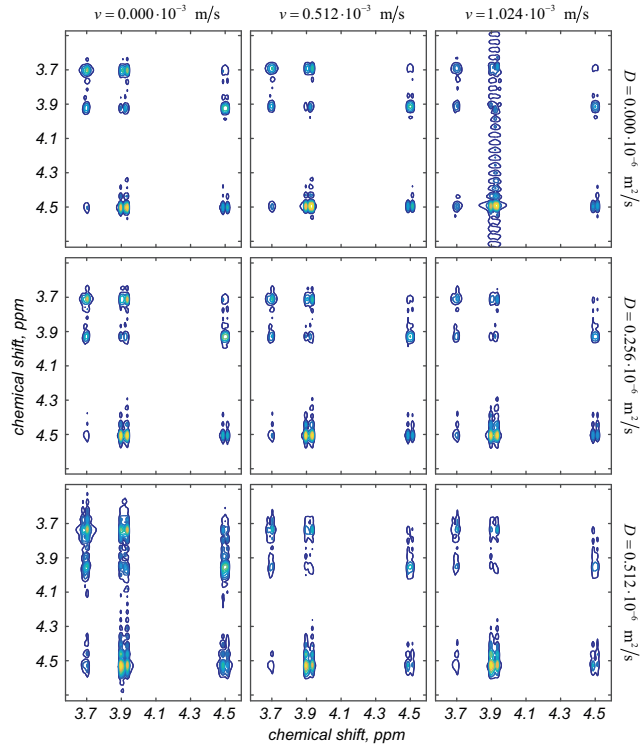 v = 0.000·10⁻³ m/s
v = 0.512·10⁻³ m/s
v = 1.024·10⁻³ m/s
3.7
3.9
4.1
4.3
4.5
D = 0.000·10⁻⁶ m²/s
3.7
3.9
4.1
4.3
4.5
chemical shift, ppm
D = 0.256·10⁻⁶ m²/s
3.7
3.9
4.1
4.3
4.5
D = 0.512·10⁻⁶ m²/s
3.7 3.9 4.1 4.3 4.5 3.7 3.9 4.1 4.3 4.5 3.7 3.9 4.1 4.3 4.5
chemical shift, ppm